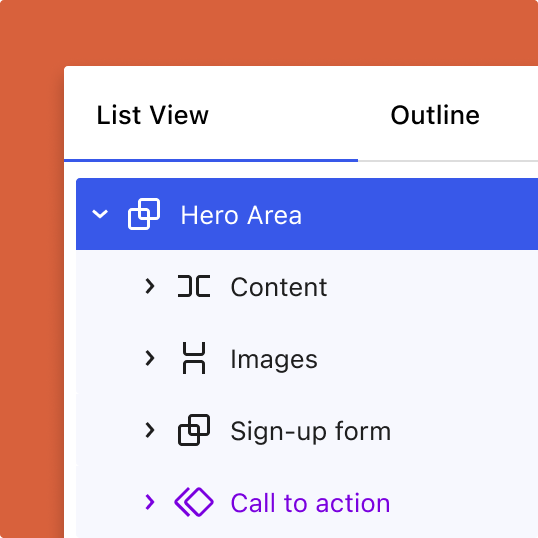 List View
Outline
Hero Area
Content
Images
Sign-up form
Call to action